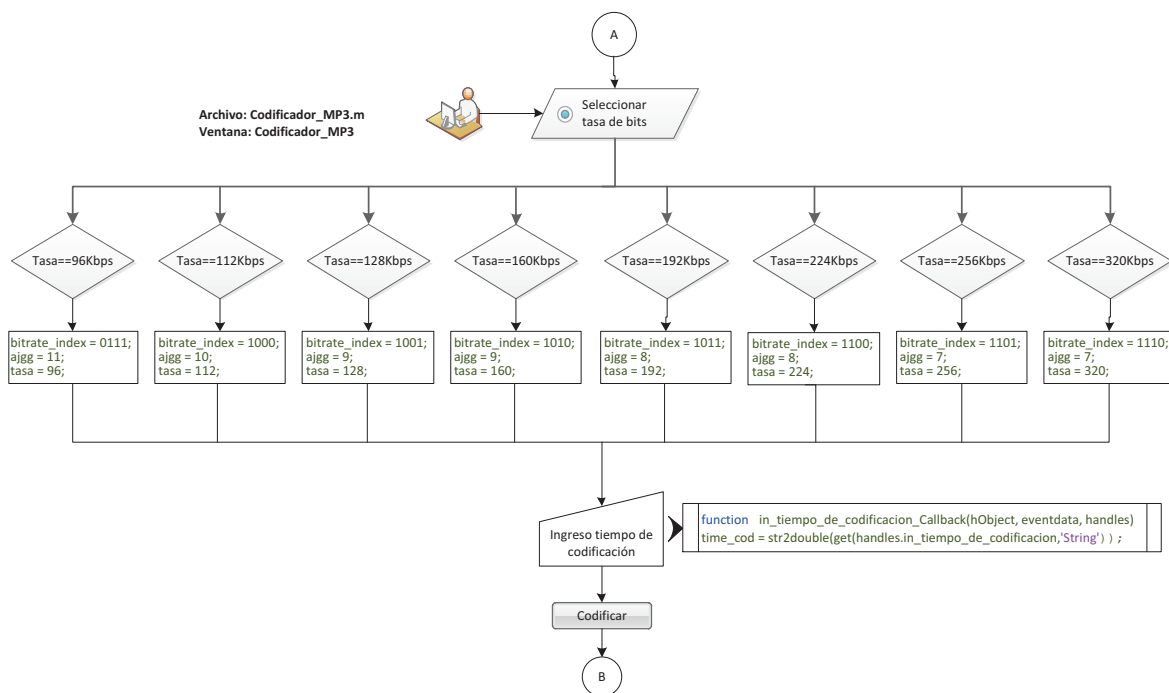 A
Archivo: Codificador_MP3.m
Ventana: Codificador_MP3
Seleccionar
tasa de bits
Tasa==96Kbps
Tasa==112Kbps
Tasa==128Kbps
Tasa==160Kbps
Tasa==192Kbps
Tasa==224Kbps
Tasa==256Kbps
Tasa==320Kbps
bitrate_index = 0111;
ajgg = 11;
tasa = 96;
bitrate_index = 1000;
ajgg = 10;
tasa = 112;
bitrate_index = 1001;
ajgg = 9;
tasa = 128;
bitrate_index = 1010;
ajgg = 9;
tasa = 160;
bitrate_index = 1011;
ajgg = 8;
tasa = 192;
bitrate_index = 1100;
ajgg = 8;
tasa = 224;
bitrate_index = 1101;
ajgg = 7;
tasa = 256;
bitrate_index = 1110;
ajgg = 7;
tasa = 320;
Ingreso tiempo de
codificación
function in_tiempo_de_codificacion_Callback(hObject, eventdata, handles)
time_cod = str2double(get(handles.in_tiempo_de_codificacion,'String'));
Codificar
B